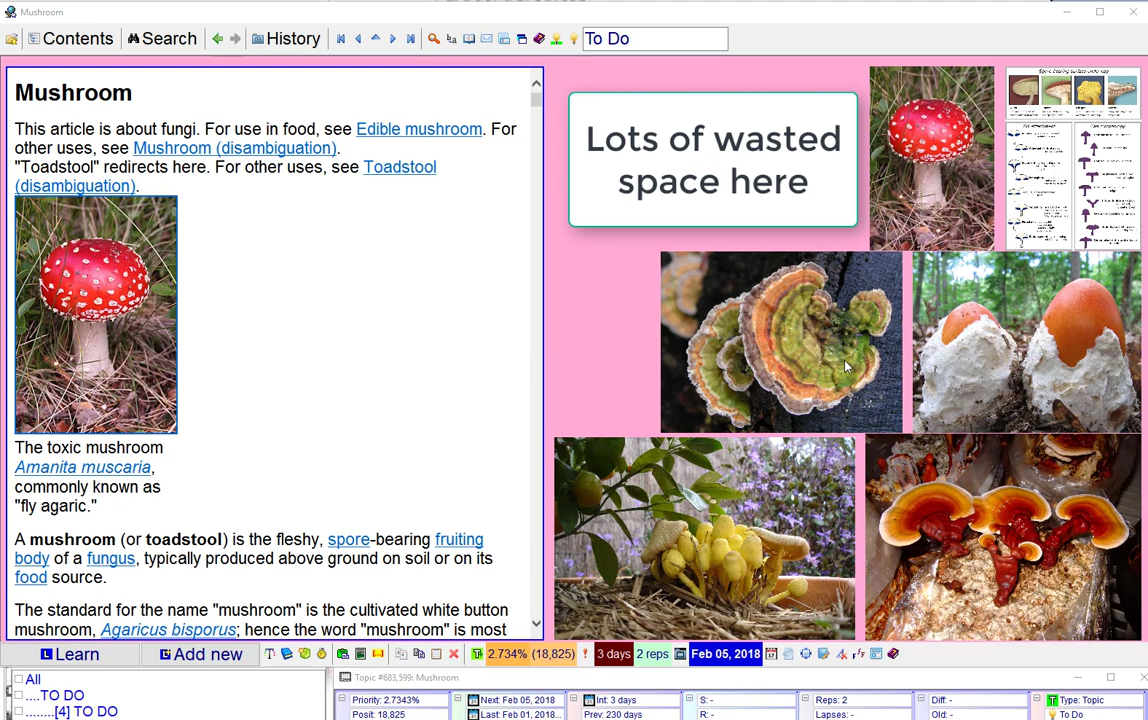 Mushroom
Contents
Search
History
To Do
Mushroom
This article is about fungi. For use in food, see Edible mushroom. For
other uses, see Mushroom (disambiguation).
"Toadstool" redirects here. For other uses, see Toadstool
(disambiguation).
The toxic mushroom
Amanita muscaria,
commonly known as
"fly agaric."
A mushroom (or toadstool) is the fleshy, spore-bearing fruiting
body of a fungus, typically produced above ground on soil or on its
food source.
The standard for the name "mushroom" is the cultivated white button
mushroom, Agaricus bisporus; hence the word "mushroom" is most
Lots of wasted
space here
Learn
Add new
2.734% (18,825)
3 days
2 reps
Feb 05, 2018
All
....TO DO
........[4] TO DO
Topic #683,599: Mushroom
Priority: 2.7343%
Next: Feb 05, 2018
Int: 3 days
S: -
Reps: 2
Diff: -
Type: Topic
Posit: 18,825
Last: Feb 01, 2018...
Prev: 230 days
R: -
Lapses: -
Old: -
To Do